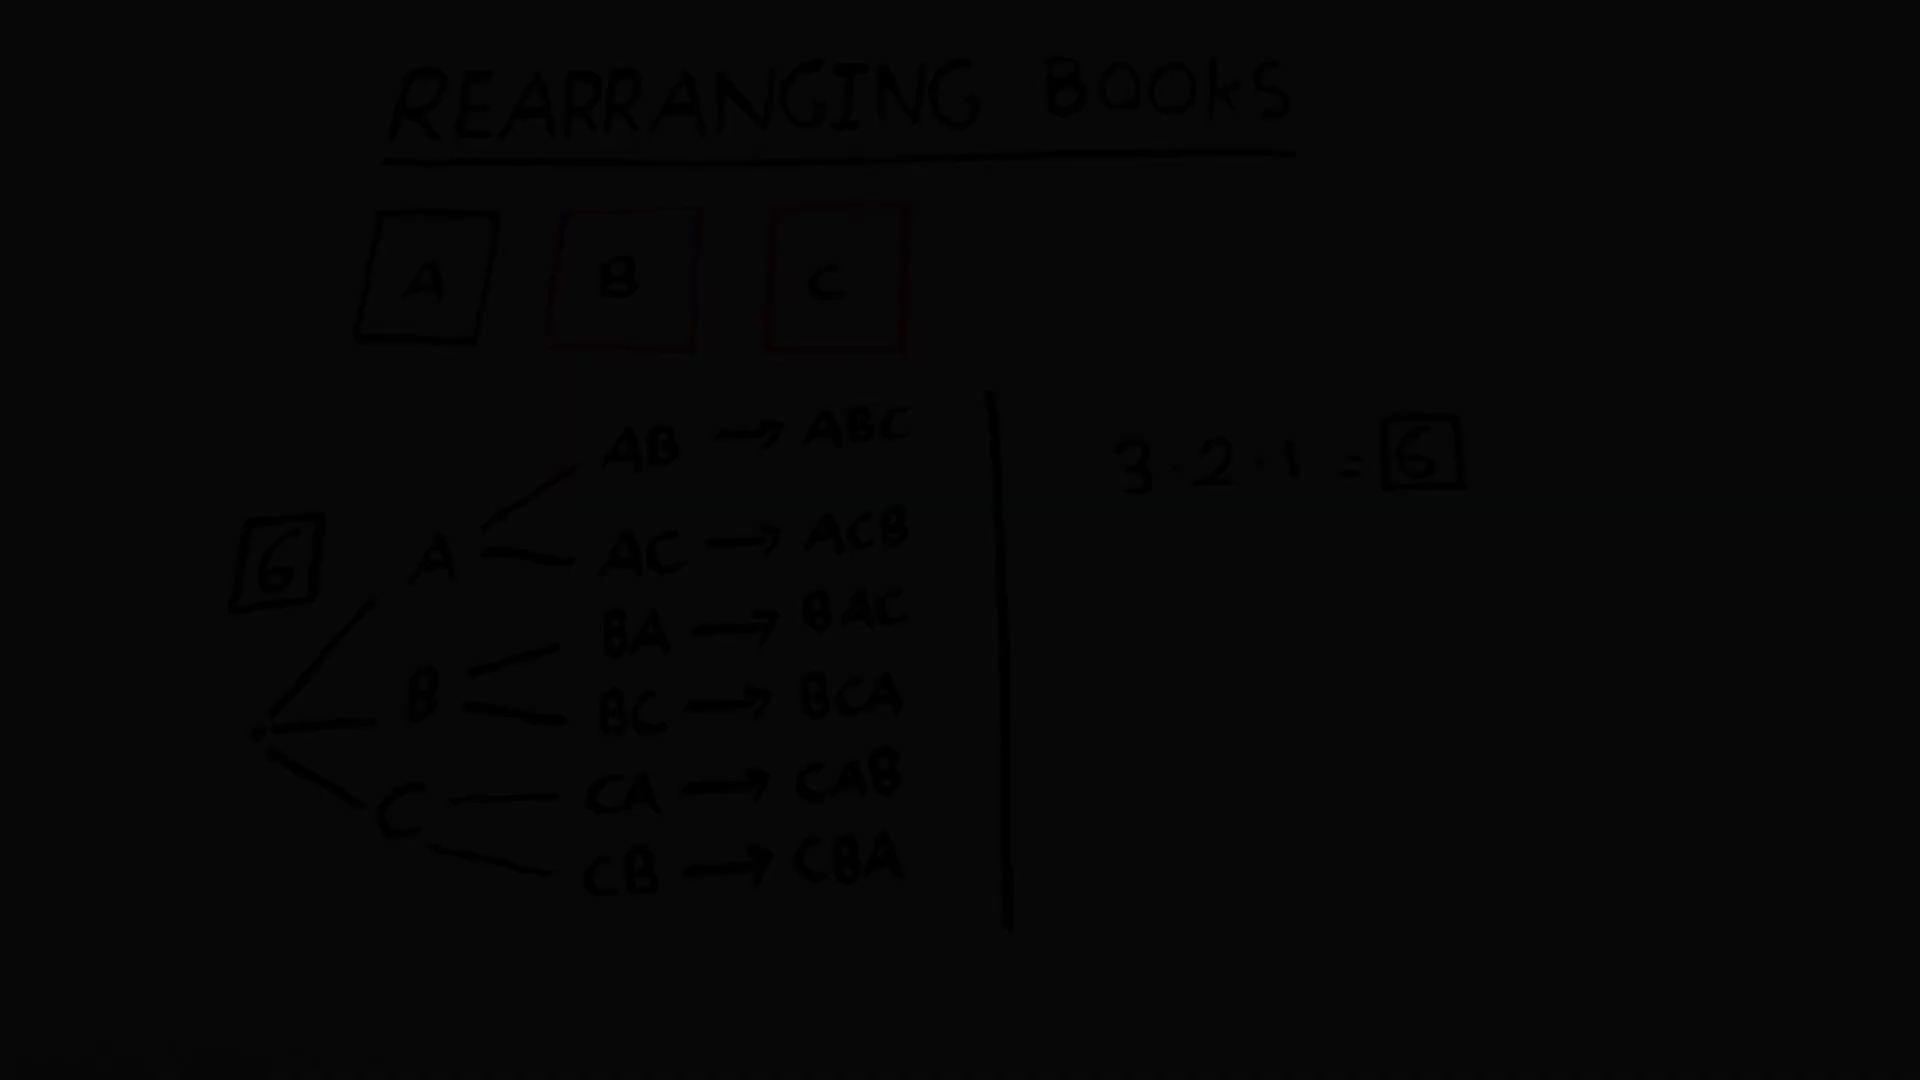 REARRANGING BOOKS
A B C
AB → ABC
3 · 2 · 1 = 6
6 A AC → ACB
BA → BAC
B BC → BCA
C CA → CAB
CB → CBA